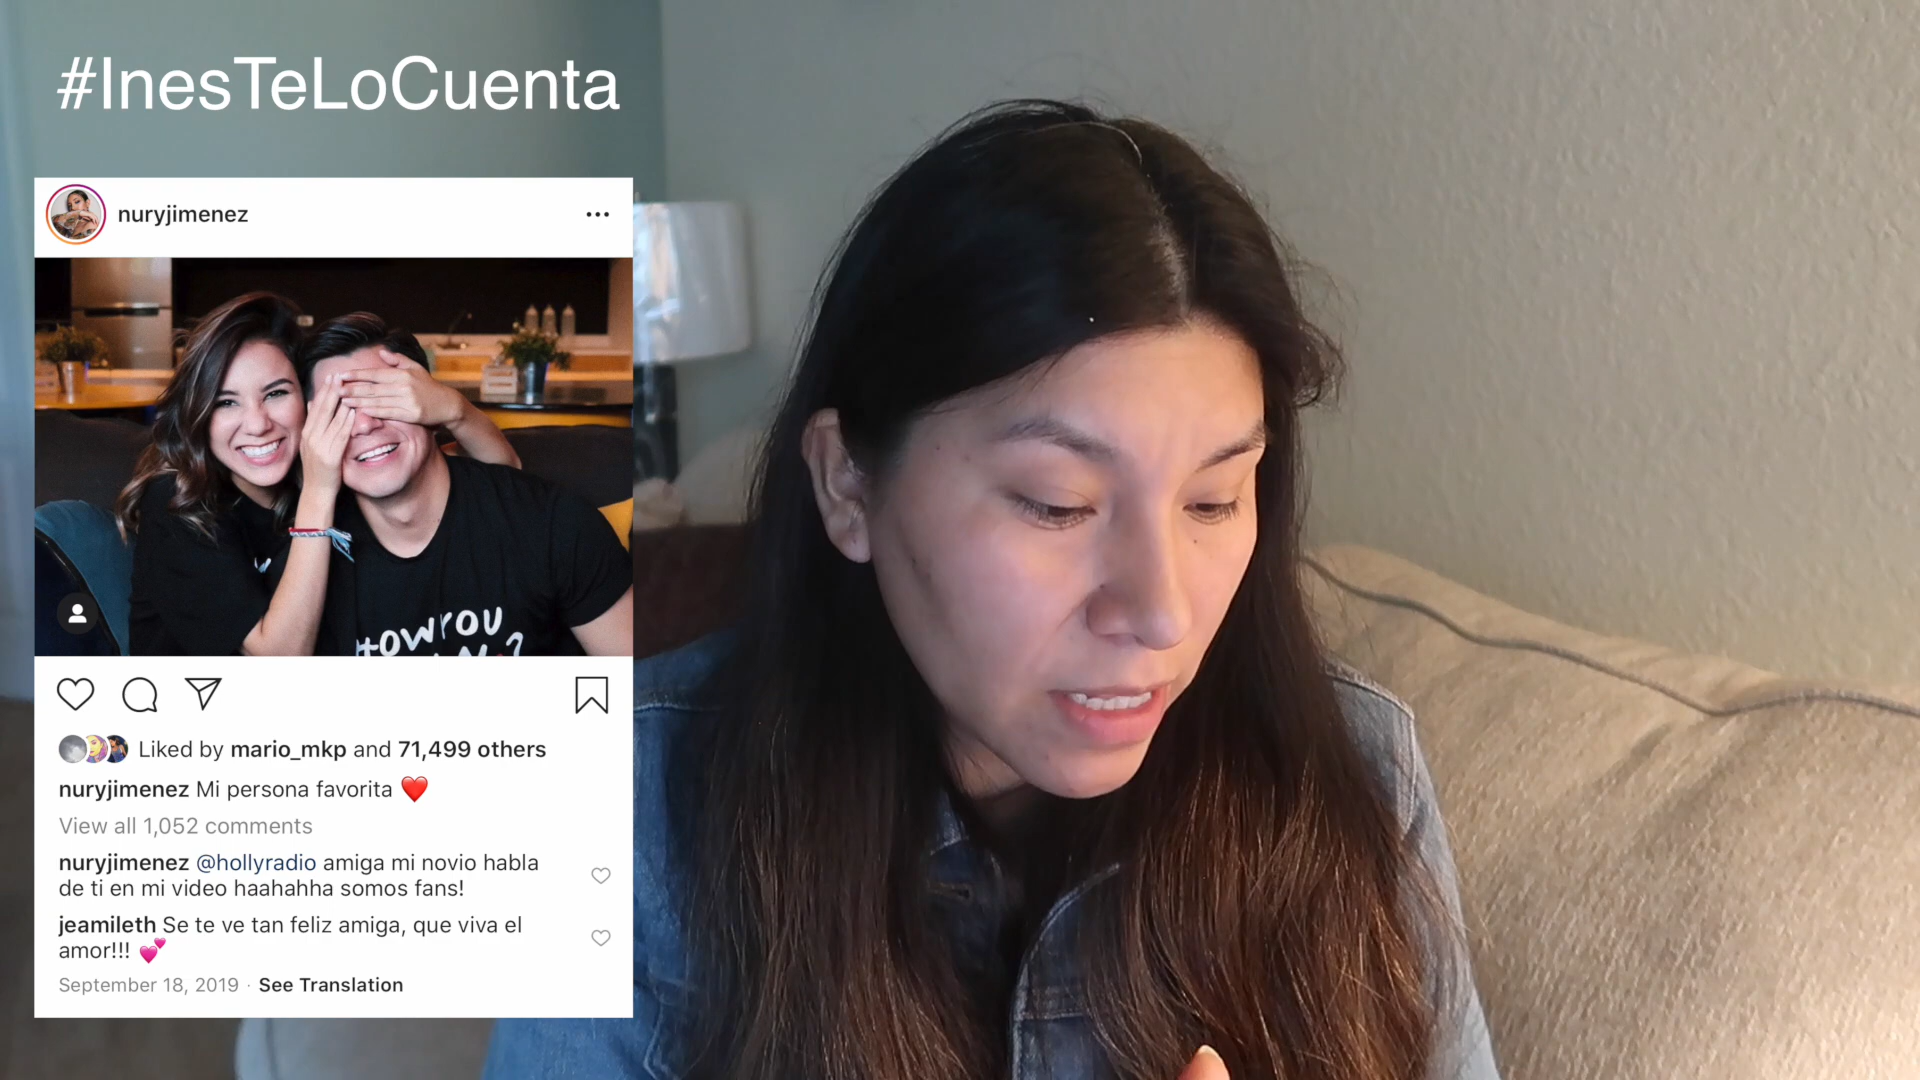 #InesTeLoCuenta
nuryjimenez
HOW YOU
Liked by mario_mkp and 71,499 others
nuryjimenez Mi persona favorita ❤️
View all 1,052 comments
nuryjimenez @hollyradio amiga mi novio habla
de ti en mi video haahahha somos fans!
jeamileth Se te ve tan feliz amiga, que viva el
amor!!! 💕
September 18, 2019 · See Translation